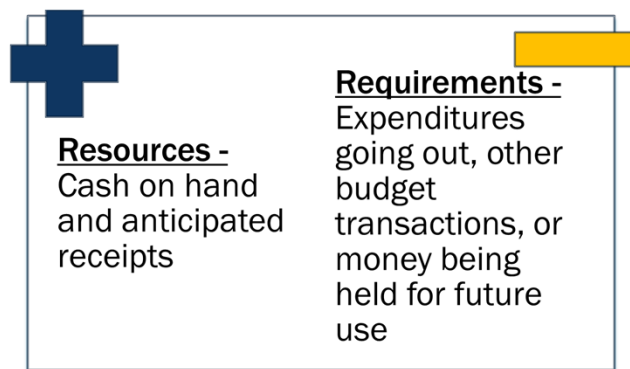 Resources -
Cash on hand
and anticipated
receipts
Requirements -
Expenditures
going out, other
budget
transactions, or
money being
held for future
use